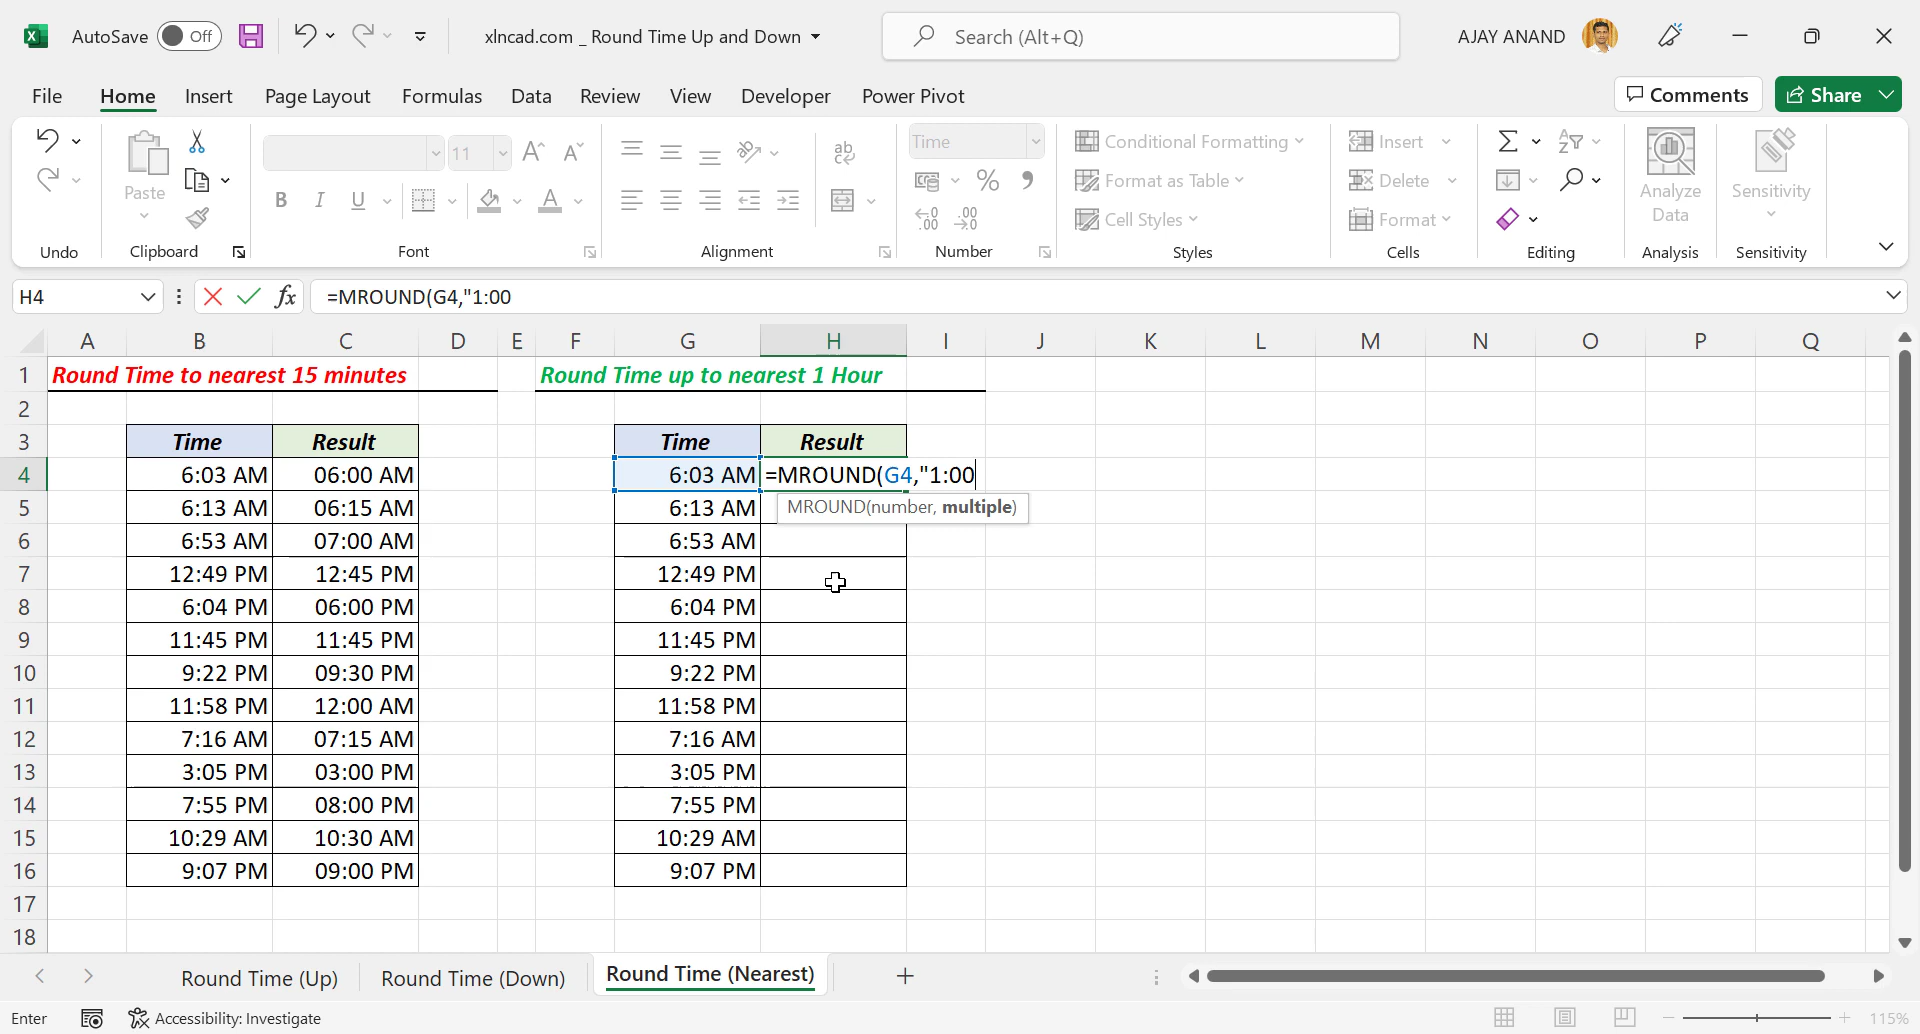 AutoSave Off xlncad.com _ Round Time Up and Down Search (Alt+Q) AJAY ANAND
File Home Insert Page Layout Formulas Data Review View Developer Power Pivot Comments Share
Paste
11
B I U
ab
c
Time
% 9
.0 .00
.00 .0
Conditional Formatting
Format as Table
Cell Styles
Insert
Delete
Format
Analyze
Data
Sensitivity
Undo Clipboard Font Alignment Number Styles Cells Editing Analysis Sensitivity
H4 fx =MROUND(G4,"1:00
A B C D E F G H I J K L M N O P Q
1 Round Time to nearest 15 minutes Round Time up to nearest 1 Hour
2
3 Time Result Time Result
4 6:03 AM 06:00 AM 6:03 AM =MROUND(G4,"1:00
5 6:13 AM 06:15 AM 6:13 AM MROUND(number, multiple)
6 6:53 AM 07:00 AM 6:53 AM
7 12:49 PM 12:45 PM 12:49 PM
8 6:04 PM 06:00 PM 6:04 PM
9 11:45 PM 11:45 PM 11:45 PM
10 9:22 PM 09:30 PM 9:22 PM
11 11:58 PM 12:00 AM 11:58 PM
12 7:16 AM 07:15 AM 7:16 AM
13 3:05 PM 03:00 PM 3:05 PM
14 7:55 PM 08:00 PM 7:55 PM
15 10:29 AM 10:30 AM 10:29 AM
16 9:07 PM 09:00 PM 9:07 PM
17
18
Round Time (Up) Round Time (Down) Round Time (Nearest)
Enter Accessibility: Investigate 115%